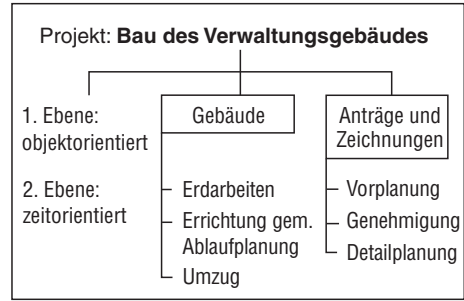 Projekt: Bau des Verwaltungsgebäudes
1. Ebene:
objektorientiert
Gebäude
Anträge und
Zeichnungen
2. Ebene:
zeitorientiert
Erdarbeiten
Errichtung gem.
Ablaufplanung
Umzug
Vorplanung
Genehmigung
Detailplanung